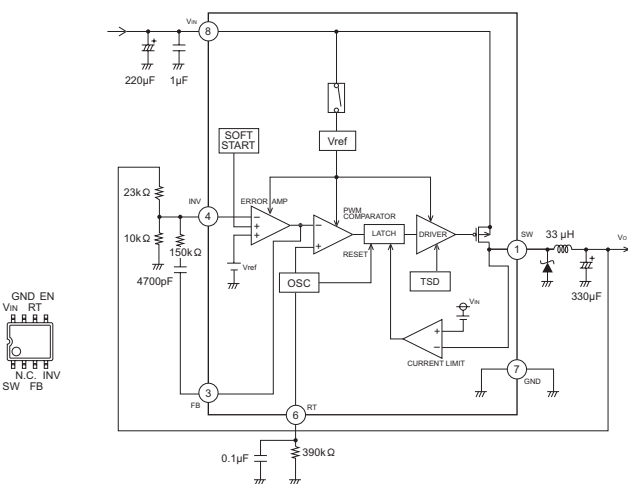 VIN
8
220µF
1µF
SOFT
START
Vref
23kΩ
INV
4
ERROR AMP
PWM
COMPARATOR
LATCH
DRIVER
SW
1
33 µH
VO
10kΩ
150kΩ
RESET
4700pF
Vref
OSC
TSD
330µF
VIN
GND EN
VIN RT
N.C. INV
SW FB
CURRENT LIMIT
7
GND
3
FB
6
RT
0.1µF
390kΩ